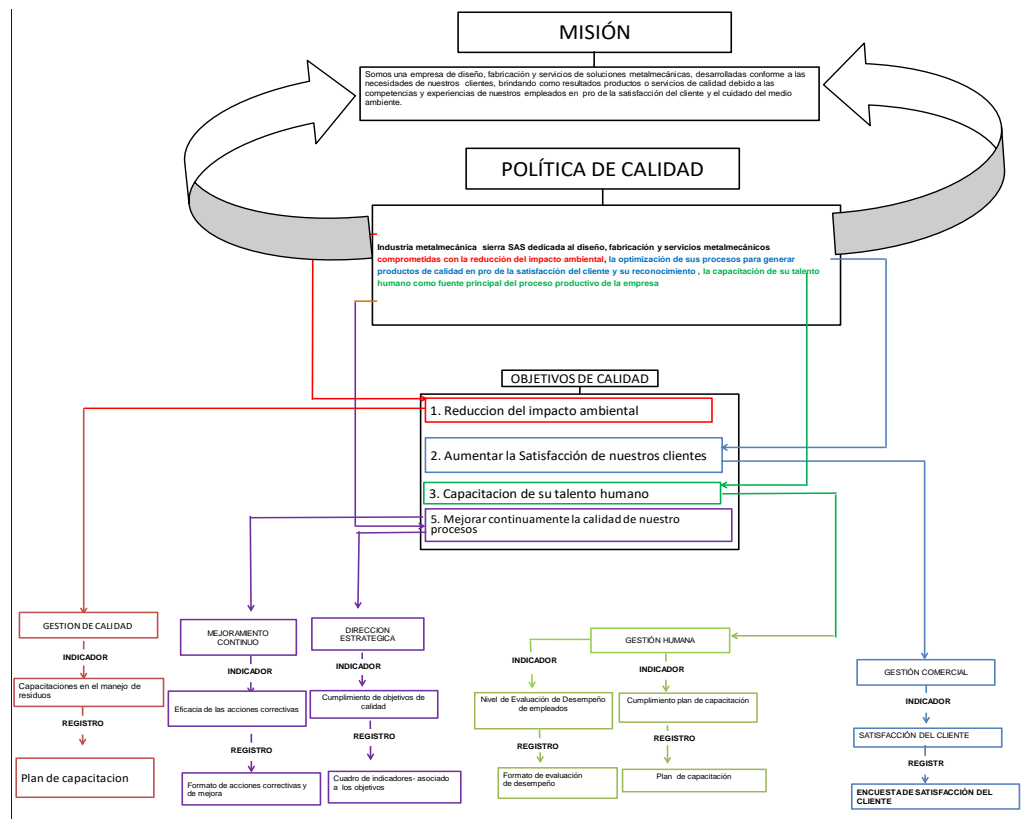 MISIÓN
Somos una empresa de diseño, fabricación y servicios de soluciones metalmecánicas, desarrolladas conforme a las
necesidades de nuestros clientes, brindando como resultados productos o servicios de calidad debido a las
competencias y experiencias de nuestros empleados en pro de la satisfacción del cliente y el cuidado del medio
ambiente.
POLÍTICA DE CALIDAD
Industria metalmecánica sierra SAS dedicada al diseño, fabricación y servicios metalmecánicos
comprometidas con la reducción del impacto ambiental, la optimización de sus procesos para generar
productos de calidad en pro de la satisfacción del cliente y su reconocimiento , la capacitación de su talento
humano como fuente principal del proceso productivo de la empresa
OBJETIVOS DE CALIDAD
1. Reduccion del impacto ambiental
2. Aumentar la Satisfacción de nuestros clientes
3. Capacitacion de su talento humano
5. Mejorar continuamente la calidad de nuestro
procesos
GESTION DE CALIDAD
INDICADOR
Capacitaciones en el manejo de
residuos
REGISTRO
Plan de capacitacion
MEJORAMIENTO
CONTINUO
INDICADOR
Eficacia de las acciones correctivas
REGISTRO
Formato de acciones correctivas y
de mejora
DIRECCION
ESTRATEGICA
INDICADOR
Cumplimiento de objetivos de
calidad
REGISTRO
Cuadro de indicadores- asociado
a los objetivos
GESTIÓN HUMANA
INDICADOR
Nivel de Evaluación de Desempeño
de empleados
REGISTRO
Formato de evaluación
de desempeño
INDICADOR
Cumplimiento plan de capacitación
REGISTRO
Plan de capacitación
GESTIÓN COMERCIAL
INDICADOR
SATISFACCIÓN DEL CLIENTE
REGISTR
ENCUESTA DE SATISFACCIÓN DEL
CLIENTE